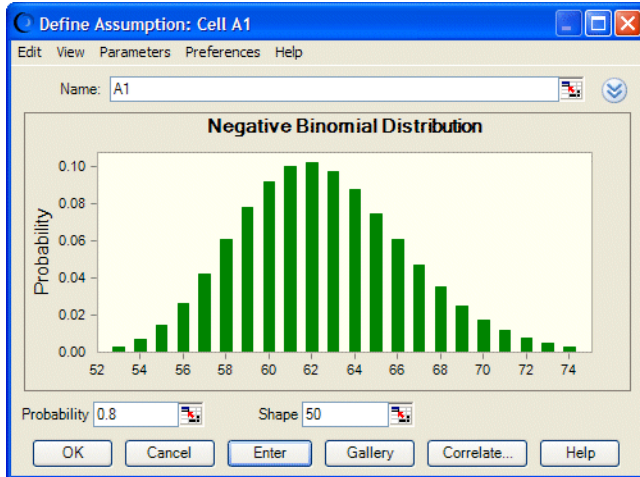 Define Assumption: Cell A1
Edit View Parameters Preferences Help
Name: A1
Negative Binomial Distribution
Probability
0.10
0.08
0.06
0.04
0.02
0.00
52 54 56 58 60 62 64 66 68 70 72 74
Probability 0.8 Shape 50
OK Cancel Enter Gallery Correlate... Help